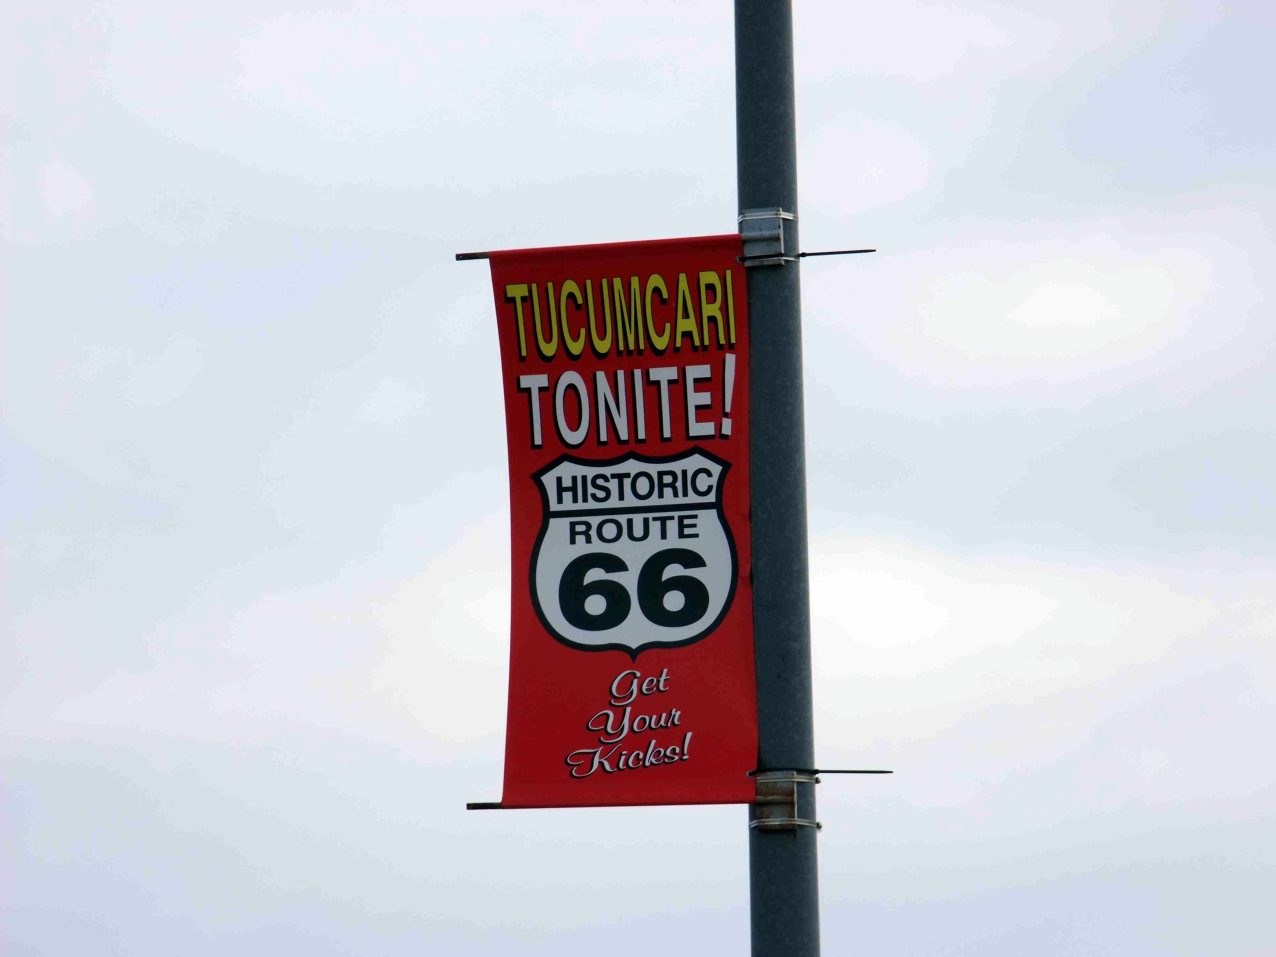 TUCUMCARI
TONITE!
HISTORIC
ROUTE
66
Get
Your
Kicks!